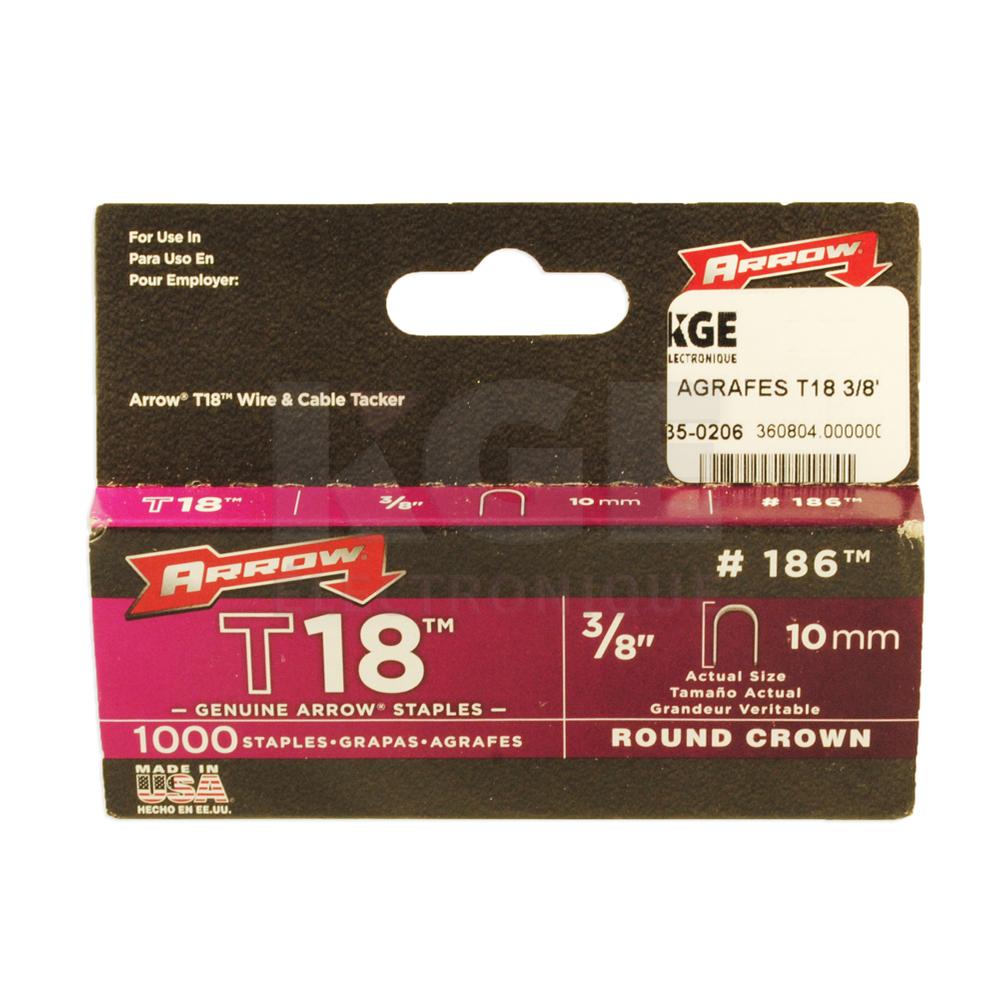 For Use In
Para Uso En
Pour Employer:
ARROW
KGE
ELECTRONIQUE
AGRAFES T18 3/8'
35-0206 360804.000000
Arrow® T18™ Wire & Cable Tacker
KGE
ELECTRONIQUE
T18™ 3/8" 10 mm # 186™
ARROW®
# 186™
T18™
3/8" 10 mm
Actual Size
Tamaño Actual
Grandeur Veritable
— GENUINE ARROW® STAPLES —
1000 STAPLES•GRAPAS•AGRAFES
ROUND CROWN
MADE IN
USA
HECHO EN EE.UU.